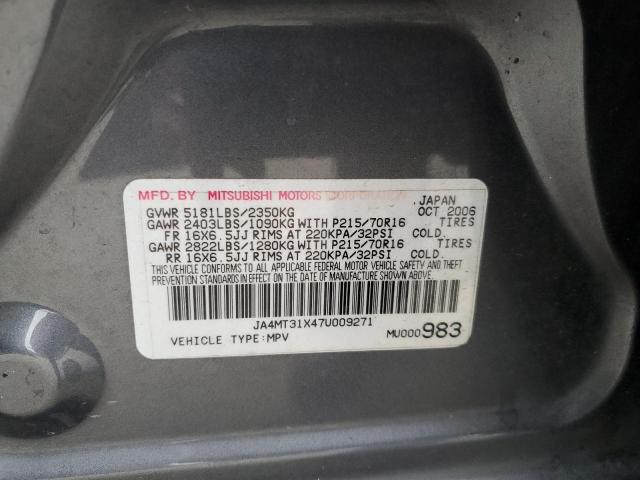 MFD. BY MITSUBISHI MOTORS CORPORATION JAPAN
GVWR 5181LBS/2350KG OCT 2006
GAWR 2403LBS/1090KG WITH P215/70R16 TIRES
FR 16X6.5JJ RIMS AT 220KPA/32PSI COLD.
GAWR 2822LBS/1280KG WITH P215/70R16 TIRES
RR 16X6.5JJ RIMS AT 220KPA/32PSI COLD.
THIS VEHICLE CONFORMS TO ALL APPLICABLE FEDERAL MOTOR VEHICLE SAFETY AND THEFT
PREVENTION STANDARDS IN EFFECT ON THE DATE OF MANUFACTURE SHOWN ABOVE.
JA4MT31X47U009271
VEHICLE TYPE:MPV MU000983